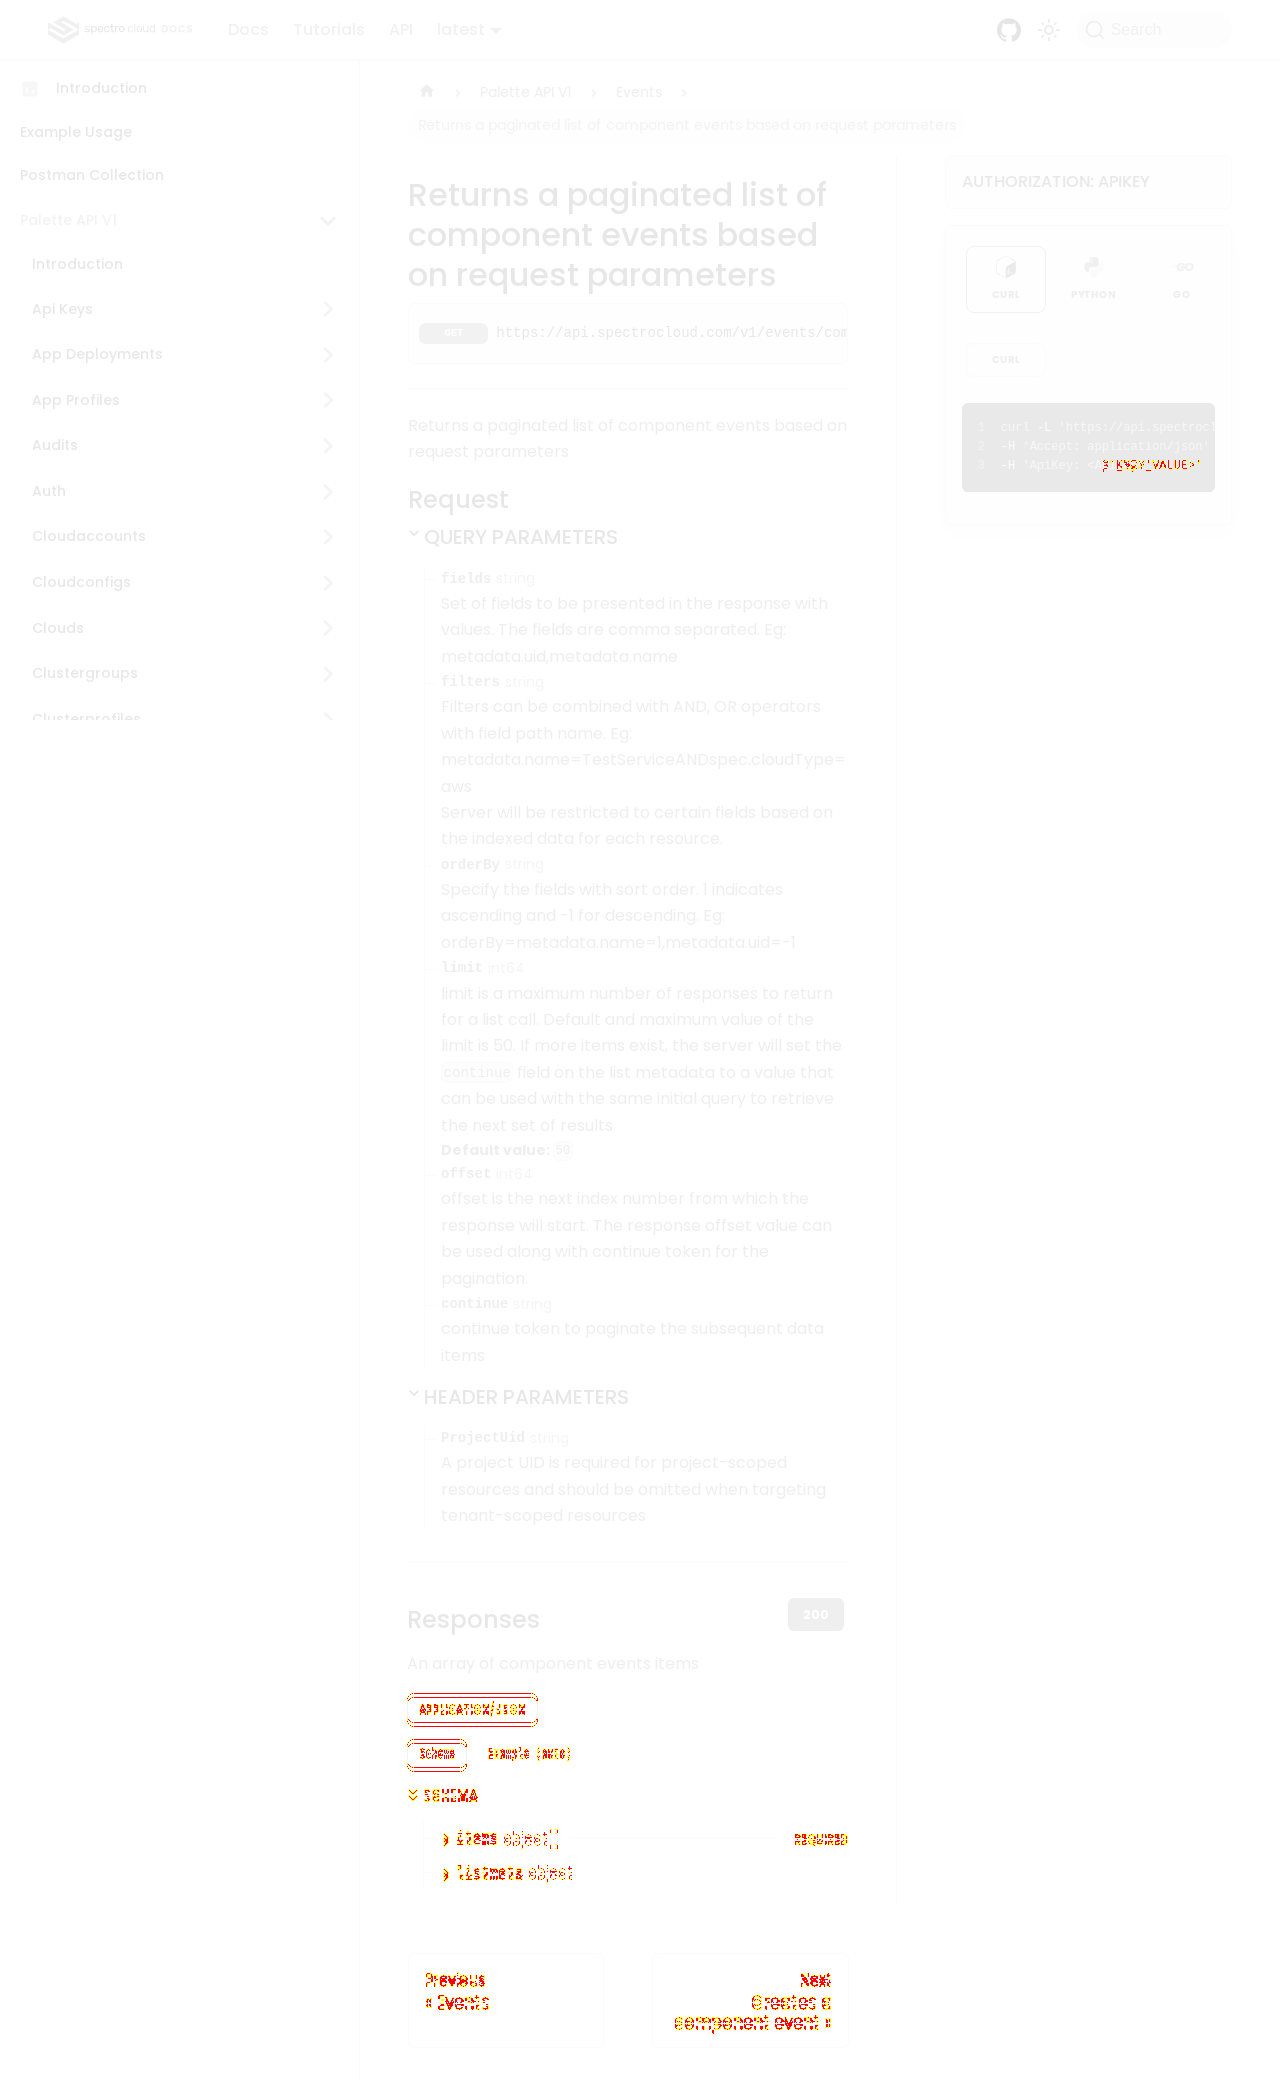 spectro cloud DOCS Docs Tutorials API latest Search
Introduction
Example Usage
Postman Collection
Palette API V1
Introduction
Api Keys
App Deployments
App Profiles
Audits
Auth
Cloudaccounts
Cloudconfigs
Clouds
Clustergroups
Clusterprofiles
Palette API V1 Events
Returns a paginated list of component events based on request parameters
Returns a paginated list of
component events based
on request parameters
GET https://api.spectrocloud.com/v1/events/com
Returns a paginated list of component events based on
request parameters
Request
QUERY PARAMETERS
fields string
Set of fields to be presented in the response with
values. The fields are comma separated. Eg:
metadata.uid,metadata.name
filters string
Filters can be combined with AND, OR operators
with field path name. Eg:
metadata.name=TestServiceANDspec.cloudType=
aws
Server will be restricted to certain fields based on
the indexed data for each resource.
orderBy string
Specify the fields with sort order. 1 indicates
ascending and -1 for descending. Eg:
orderBy=metadata.name=1,metadata.uid=-1
limit int64
limit is a maximum number of responses to return
for a list call. Default and maximum value of the
limit is 50. If more items exist, the server will set the
continue field on the list metadata to a value that
can be used with the same initial query to retrieve
the next set of results.
Default value: 50
offset int64
offset is the next index number from which the
response will start. The response offset value can
be used along with continue token for the
pagination.
continue string
continue token to paginate the subsequent data
items
HEADER PARAMETERS
ProjectUid string
A project UID is required for project-scoped
resources and should be omitted when targeting
tenant-scoped resources
Responses
200
An array of component events items
APPLICATION/JSON
Schema Example (auto)
SCHEMA
items object[] REQUIRED
listmeta object
Previous
« Events
Next
Creates a
component event »
AUTHORIZATION: APIKEY
CURL PYTHON GO
CURL
1 curl -L 'https://api.spectrocl
2 -H 'Accept: application/json'
3 -H 'ApiKey: